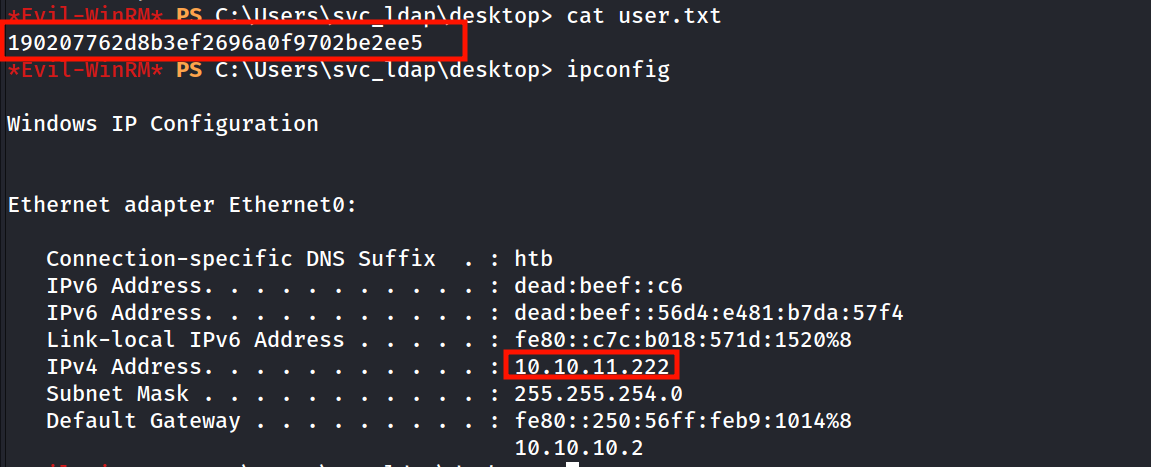 *Evil-WinRM* PS C:\Users\svc_ldap\desktop> cat user.txt
190207762d8b3ef2696a0f9702be2ee5
*Evil-WinRM* PS C:\Users\svc_ldap\desktop> ipconfig
Windows IP Configuration
Ethernet adapter Ethernet0:
Connection-specific DNS Suffix  . : htb
IPv6 Address. . . . . . . . . . . : dead:beef::c6
IPv6 Address. . . . . . . . . . . : dead:beef::56d4:e481:b7da:57f4
Link-local IPv6 Address . . . . . : fe80::c7c:b018:571d:1520%8
IPv4 Address. . . . . . . . . . . : 10.10.11.222
Subnet Mask . . . . . . . . . . . : 255.255.254.0
Default Gateway . . . . . . . . . : fe80::250:56ff:feb9:1014%8
10.10.10.2